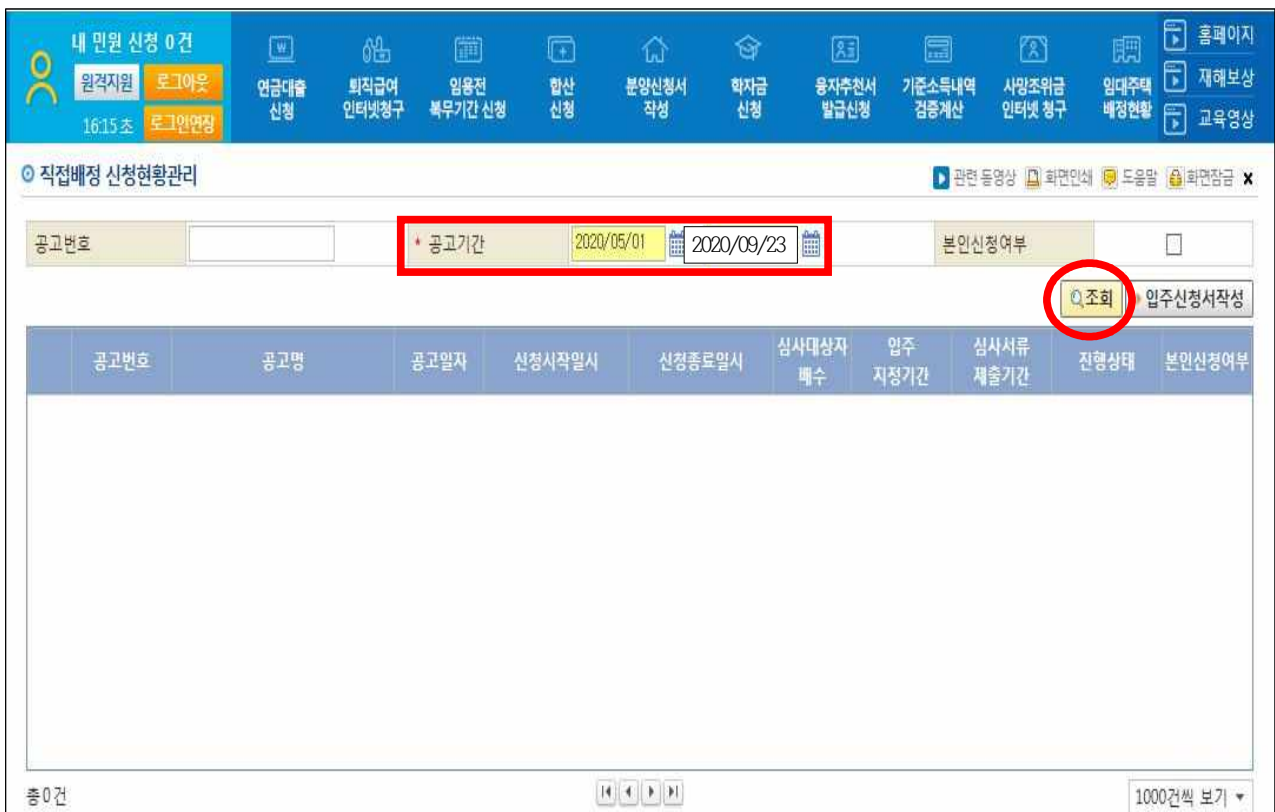 내 민원 신청 0건
원격지원 로그아웃
16:15 초 로그인연장
연금대출
신청
퇴직급여
인터넷청구
임용전
복무기간 신청
합산
신청
분양신청서
작성
학자금
신청
융자추천서
발급신청
기준소득내역
검증계산
사망조위금
인터넷 청구
임대주택
배정현황
홈페이지
재해보상
교육영상
직접배정 신청현황관리
관련 동영상 화면인쇄 도움말 화면잠금 x
공고번호 * 공고기간 2020/05/01 2020/09/23 본인신청여부
조회 입주신청서작성
공고번호 공고명 공고일자 신청시작일시 신청종료일시
심사대상자
배수
입주
지정기간
심사서류
제출기간
진행상태 본인신청여부
총 0 건 1000건씩 보기